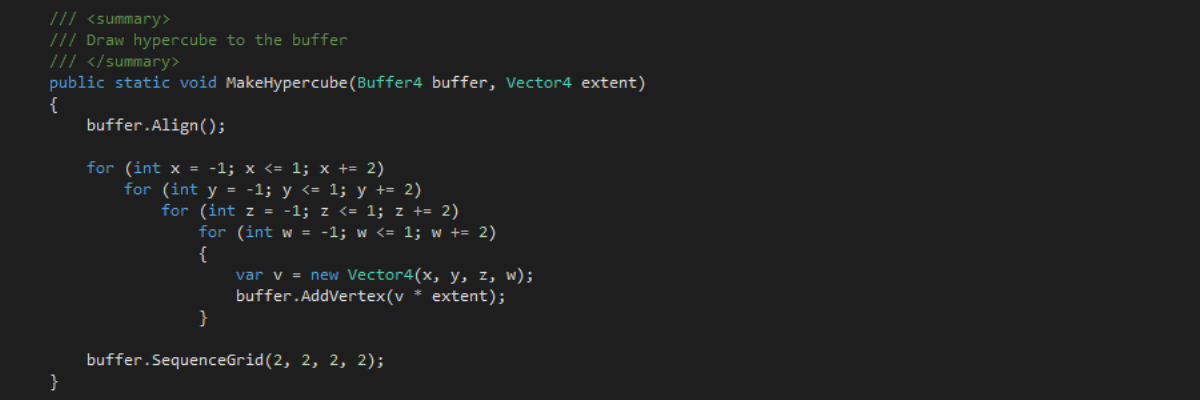 /// <summary>
/// Draw hypercube to the buffer
/// </summary>
public static void MakeHypercube(Buffer4 buffer, Vector4 extent)
{
    buffer.Align();

    for (int x = -1; x <= 1; x += 2)
        for (int y = -1; y <= 1; y += 2)
            for (int z = -1; z <= 1; z += 2)
                for (int w = -1; w <= 1; w += 2)
                {
                    var v = new Vector4(x, y, z, w);
                    buffer.AddVertex(v * extent);
                }

    buffer.SequenceGrid(2, 2, 2, 2);
}